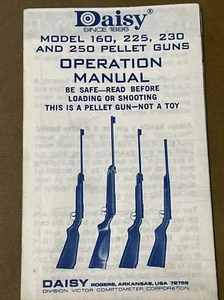 Daisy
SINCE 1886
MODEL 160, 225, 230
AND 250 PELLET GUNS
OPERATION
MANUAL
BE SAFE—READ BEFORE
LOADING OR SHOOTING
THIS IS A PELLET GUN—NOT A TOY
DAISY ROGERS, ARKANSAS, USA 72756
DIVISION VICTOR COMPTOMETER CORPORATION